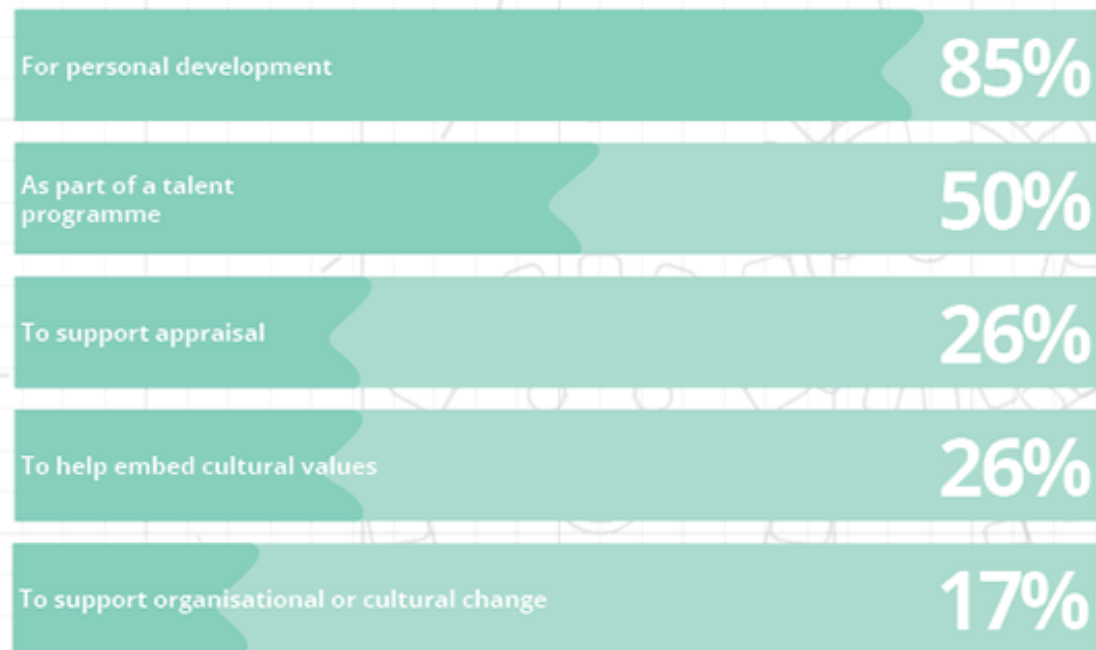 For personal development
85%
As part of a talent
programme
50%
To support appraisal
26%
To help embed cultural values
26%
To support organisational or cultural change
17%